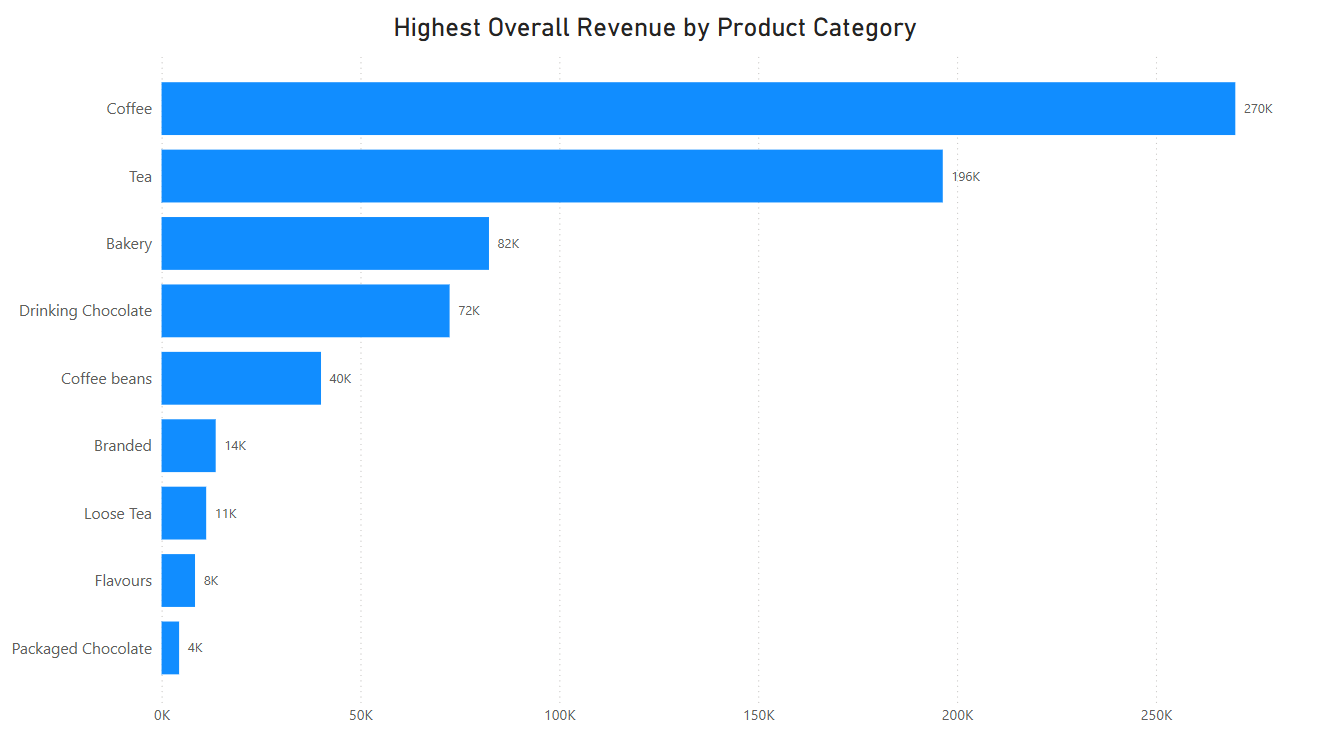 Highest Overall Revenue by Product Category
Coffee 270K
Tea 196K
Bakery 82K
Drinking Chocolate 72K
Coffee beans 40K
Branded 14K
Loose Tea 11K
Flavours 8K
Packaged Chocolate 4K
0K 50K 100K 150K 200K 250K